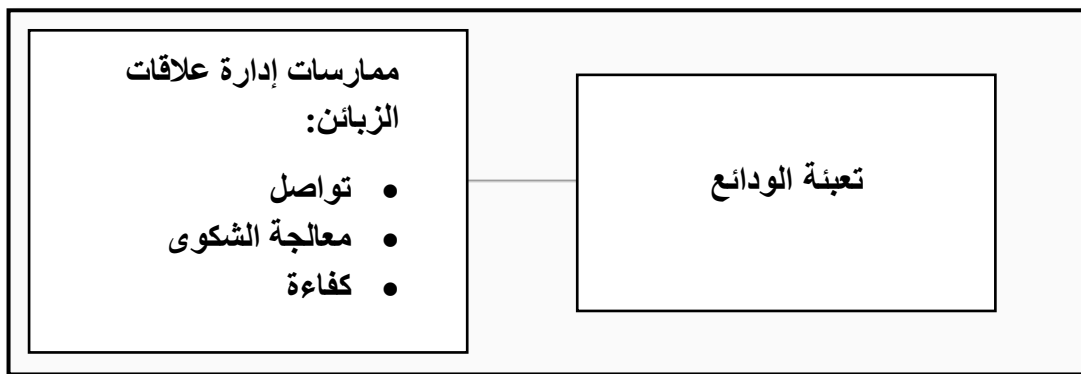 ممارسات إدارة علاقات
الزبائن:
• تواصل
• معالجة الشكوى
• كفاءة
تعبئة الودائع